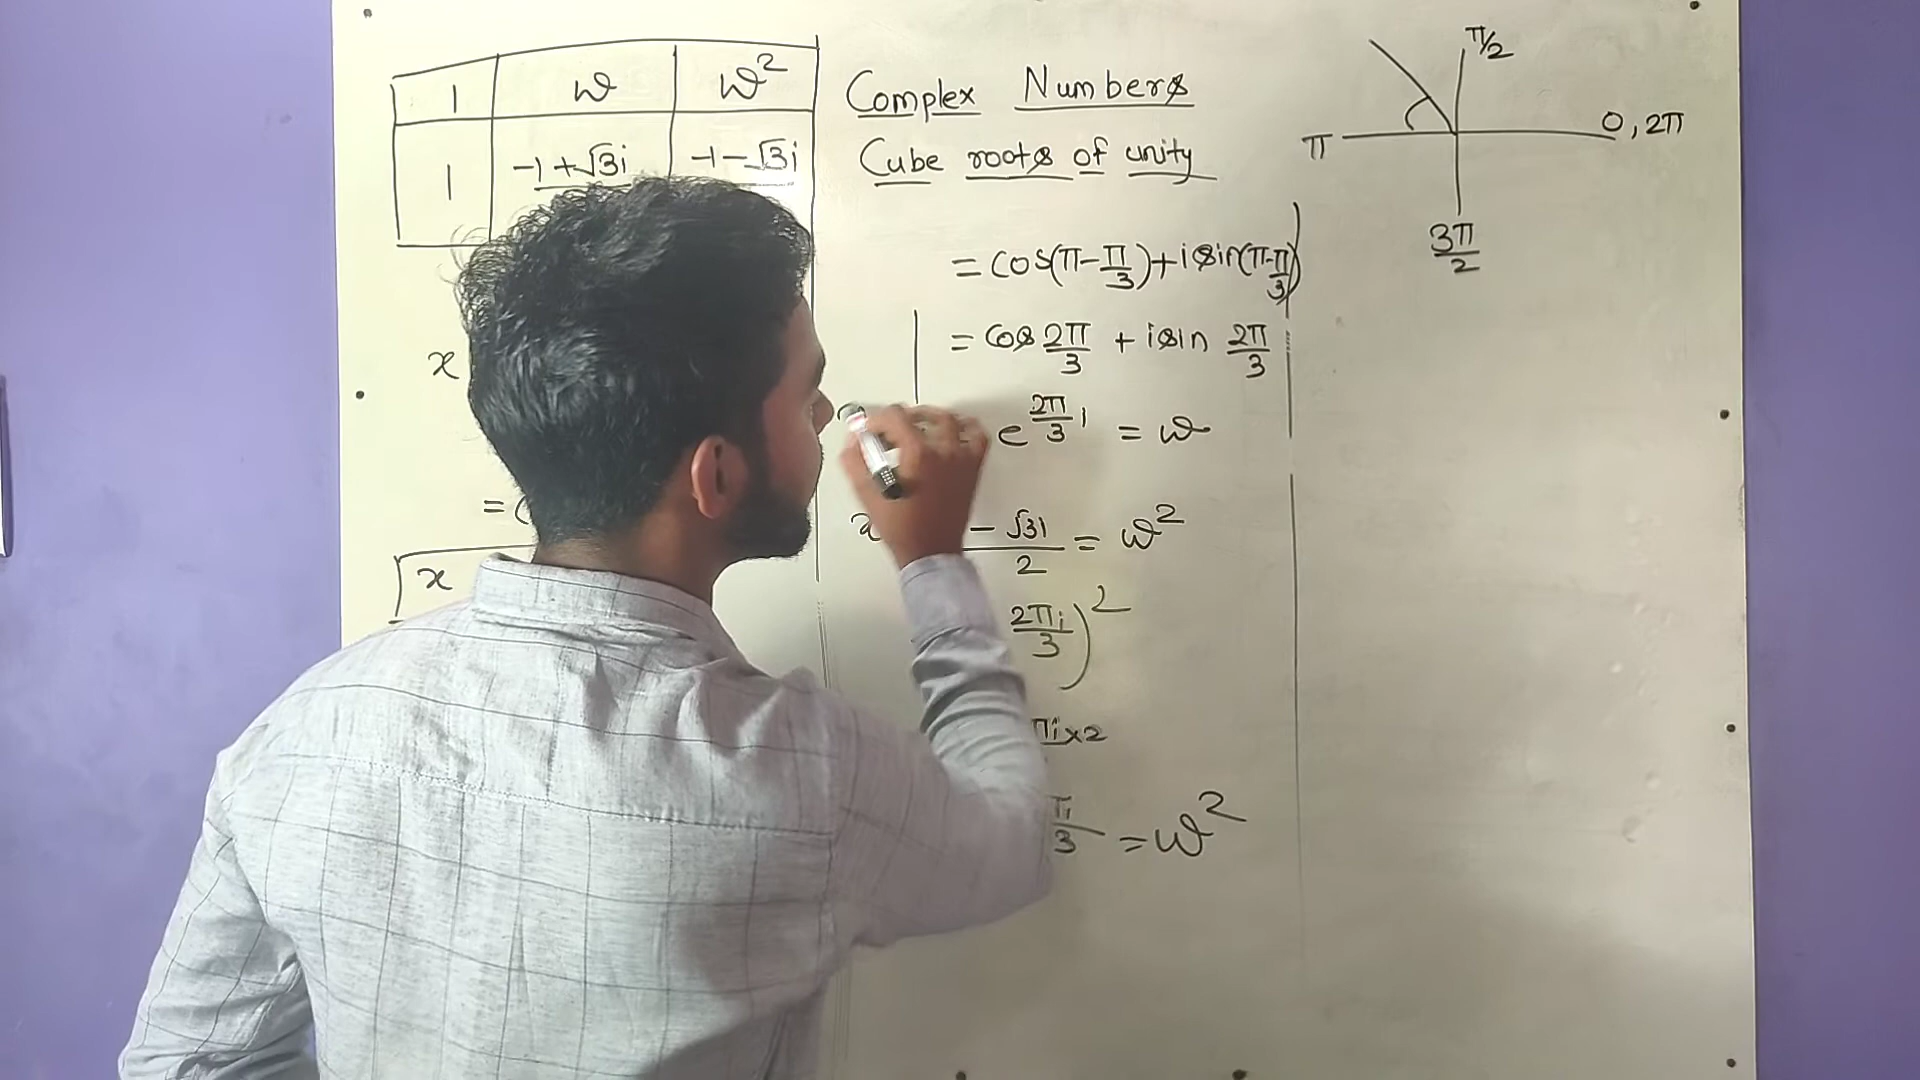 1 ω ω²
1 -1+√3i -1-√3i
x
= (
x
Complex Numbers
Cube roots of unity
= cos(π-π/3)+isin(π-π/3)
= cos 2π/3 + isin 2π/3
e^(2π/3 i) = ω
x - √3i / 2 = ω²
2πi/3)²
πi×2
πi/3 = ω²
π/2
π 0, 2π
3π/2